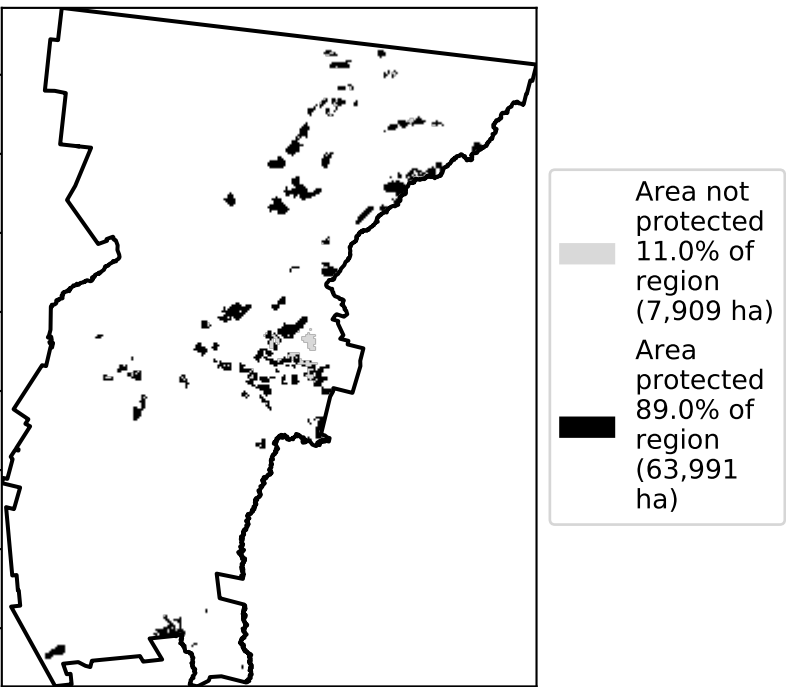 Area not
protected
11.0% of
region
(7,909 ha)
Area
protected
89.0% of
region
(63,991
ha)